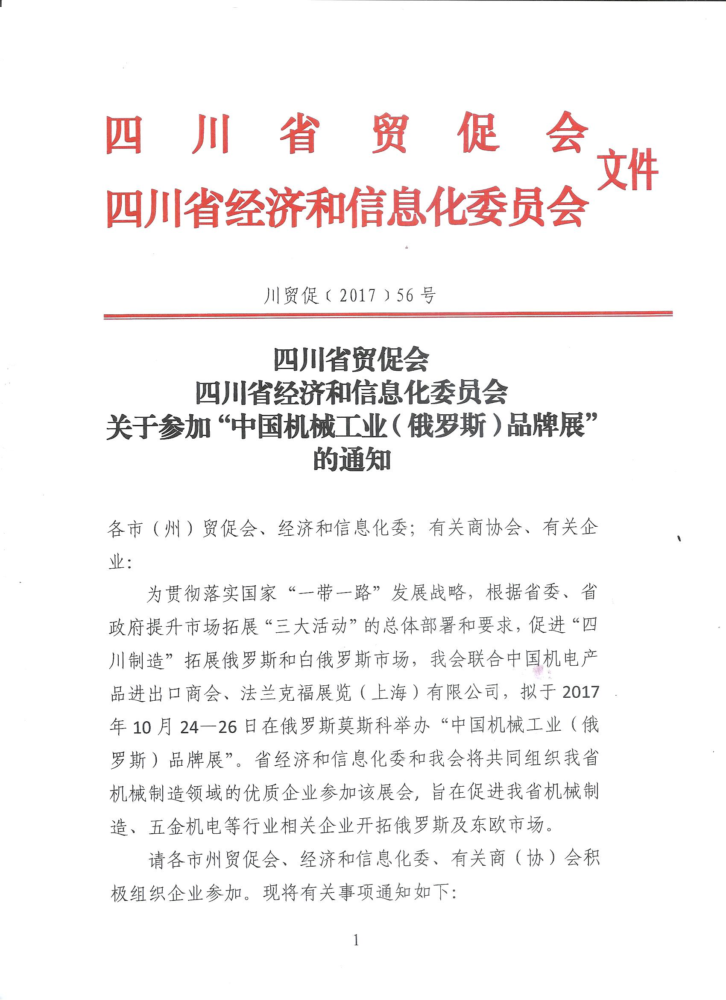 四川省贸促会
文件
四川省经济和信息化委员会
川贸促﹝2017﹞56号
四川省贸促会
四川省经济和信息化委员会
关于参加“中国机械工业（俄罗斯）品牌展”
的通知
各市（州）贸促会、经济和信息化委；有关商协会、有关企
业：
为贯彻落实国家“一带一路”发展战略，根据省委、省
政府提升市场拓展“三大活动”的总体部署和要求，促进“四
川制造”拓展俄罗斯和白俄罗斯市场，我会联合中国机电产
品进出口商会、法兰克福展览（上海）有限公司，拟于2017
年10月24—26日在俄罗斯莫斯科举办“中国机械工业（俄
罗斯）品牌展”。省经济和信息化委和我会将共同组织我省
机械制造领域的优质企业参加该展会，旨在促进我省机械制
造、五金机电等行业相关企业开拓俄罗斯及东欧市场。
请各市州贸促会、经济和信息化委、有关商（协）会积
极组织企业参加。现将有关事项通知如下：
1